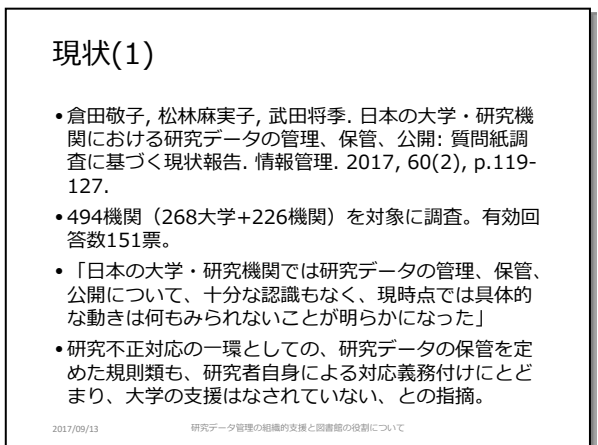 現状(1)
•倉田敬子, 松林麻実子, 武田将季. 日本の大学・研究機
関における研究データの管理、保管、公開: 質問紙調
査に基づく現状報告. 情報管理. 2017, 60(2), p.119-
127.
•494機関（268大学+226機関）を対象に調査。有効回
答数151票。
•「日本の大学・研究機関では研究データの管理、保管、
公開について、十分な認識もなく、現時点では具体的
な動きは何もみられないことが明らかになった」
•研究不正対応の一環としての、研究データの保管を定
めた規則類も、研究者自身による対応義務付けにとど
まり、大学の支援はなされていない、との指摘。
2017/09/13 研究データ管理の組織的支援と図書館の役割について